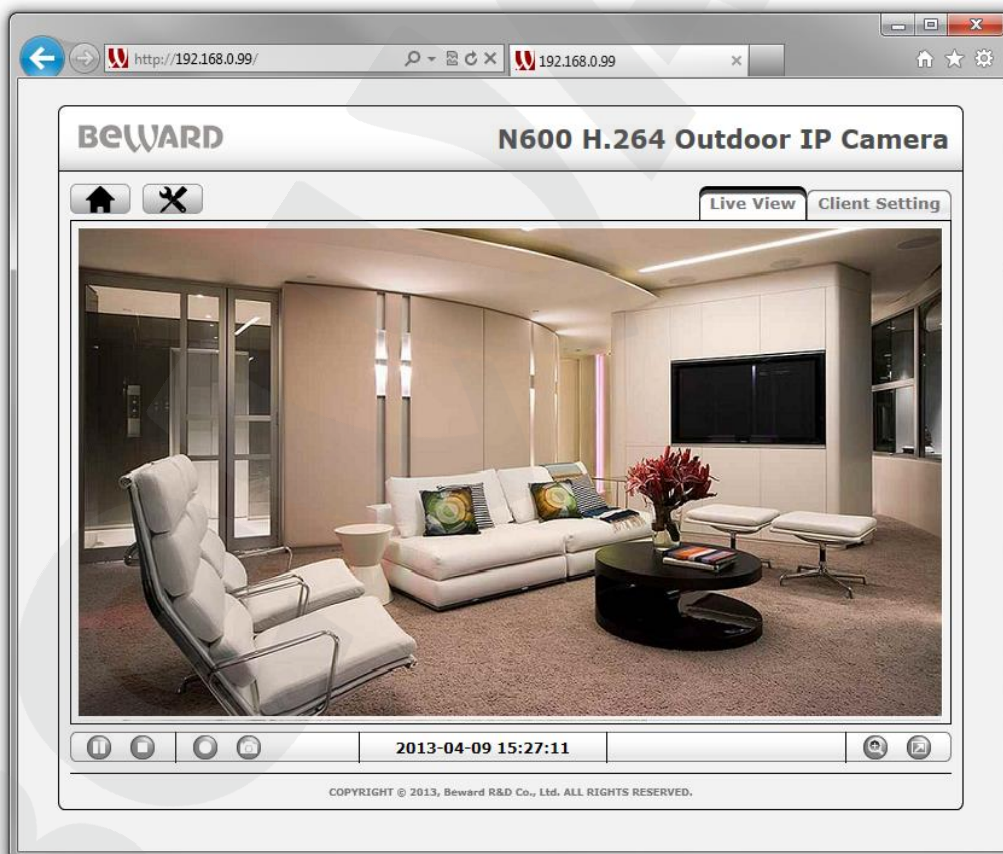 http://192.168.0.99/
192.168.0.99
BEWARD
N600 H.264 Outdoor IP Camera
Live View
Client Setting
2013-04-09 15:27:11
COPYRIGHT © 2013, Beward R&D Co., Ltd. ALL RIGHTS RESERVED.